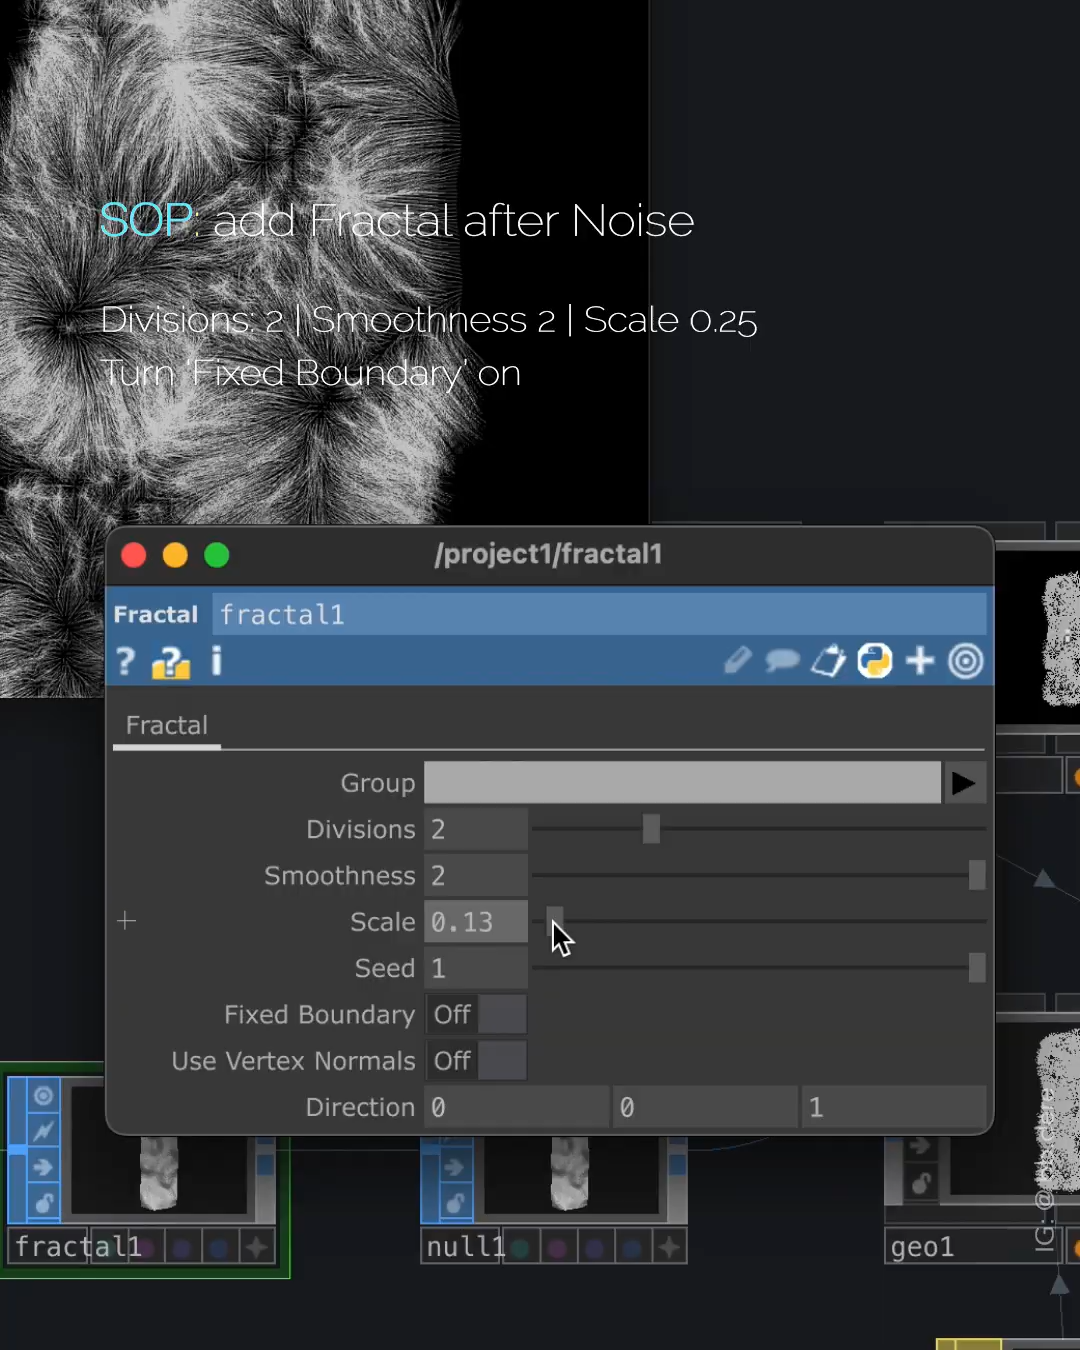 SOP: add Fractal after Noise
Divisions: 2 | Smoothness 2 | Scale 0.25
Turn 'Fixed Boundary' on
/project1/fractal1
Fractal fractal1
? ? i
Fractal
Group
Divisions 2
Smoothness 2
Scale 0.13
Seed 1
Fixed Boundary Off
Use Vertex Normals Off
Direction 0 0 1
fractal1
null1
geo1
IG: @